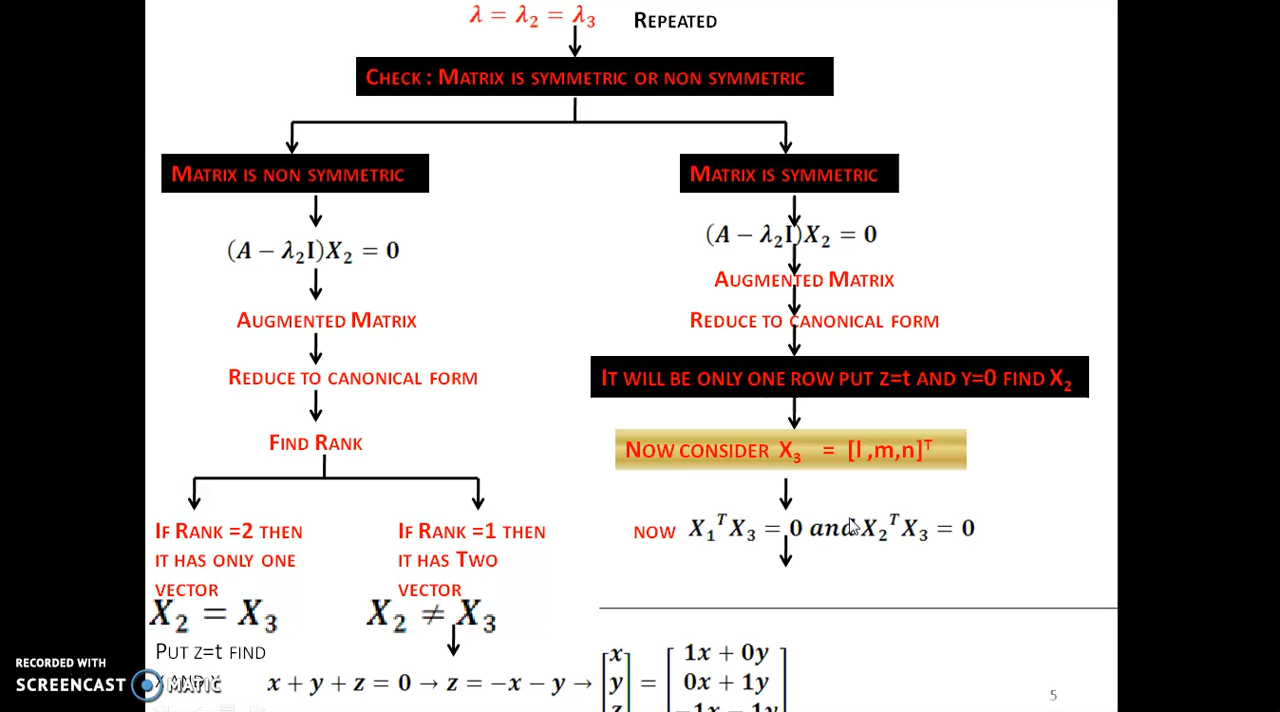 λ = λ₂ = λ₃ REPEATED
CHECK : MATRIX IS SYMMETRIC OR NON SYMMETRIC
MATRIX IS NON SYMMETRIC
(A − λ₂I)X₂ = 0
AUGMENTED MATRIX
REDUCE TO CANONICAL FORM
FIND RANK
IF RANK =2 THEN
IT HAS ONLY ONE
VECTOR
X₂ = X₃
PUT Z=T FIND
IF RANK =1 THEN
IT HAS TWO
VECTOR
X₂ ≠ X₃
x + y + z = 0 → z = −x − y → [x y z] = [1x + 0y
0x + 1y
−1x − 1y]
MATRIX IS SYMMETRIC
(A − λ₂I)X₂ = 0
AUGMENTED MATRIX
REDUCE TO CANONICAL FORM
IT WILL BE ONLY ONE ROW PUT Z=t AND Y=0 FIND X₂
NOW CONSIDER X₃ = [l ,m,n]ᵀ
NOW X₁ᵀX₃ = 0 and X₂ᵀX₃ = 0
RECORDED WITH
SCREENCAST MATIC
5